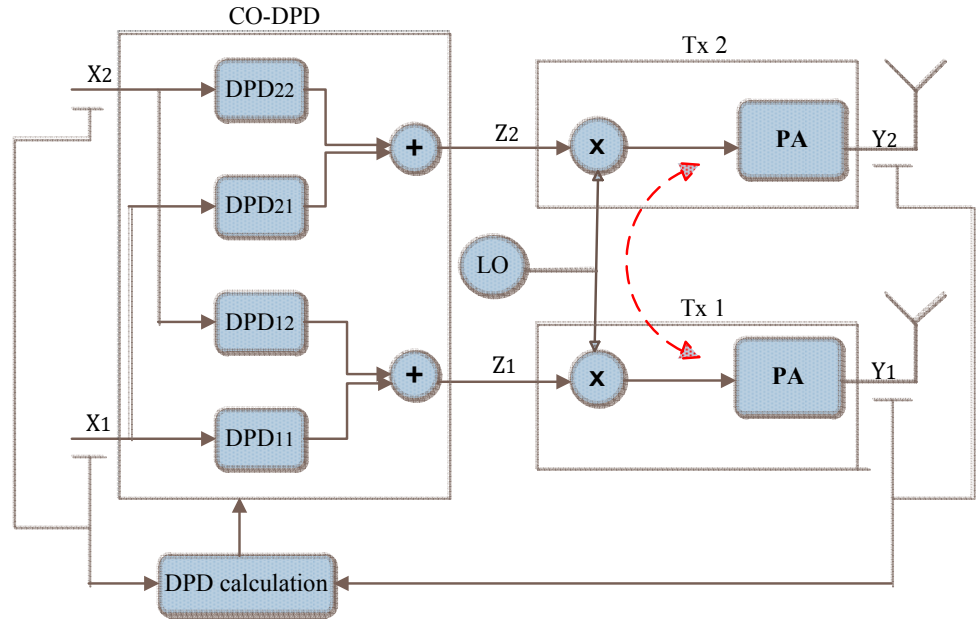 CO-DPD
Tx 2
X2
DPD22
+
Z2
x
PA
Y2
DPD21
LO
Tx 1
DPD12
+
Z1
x
PA
Y1
X1
DPD11
DPD calculation